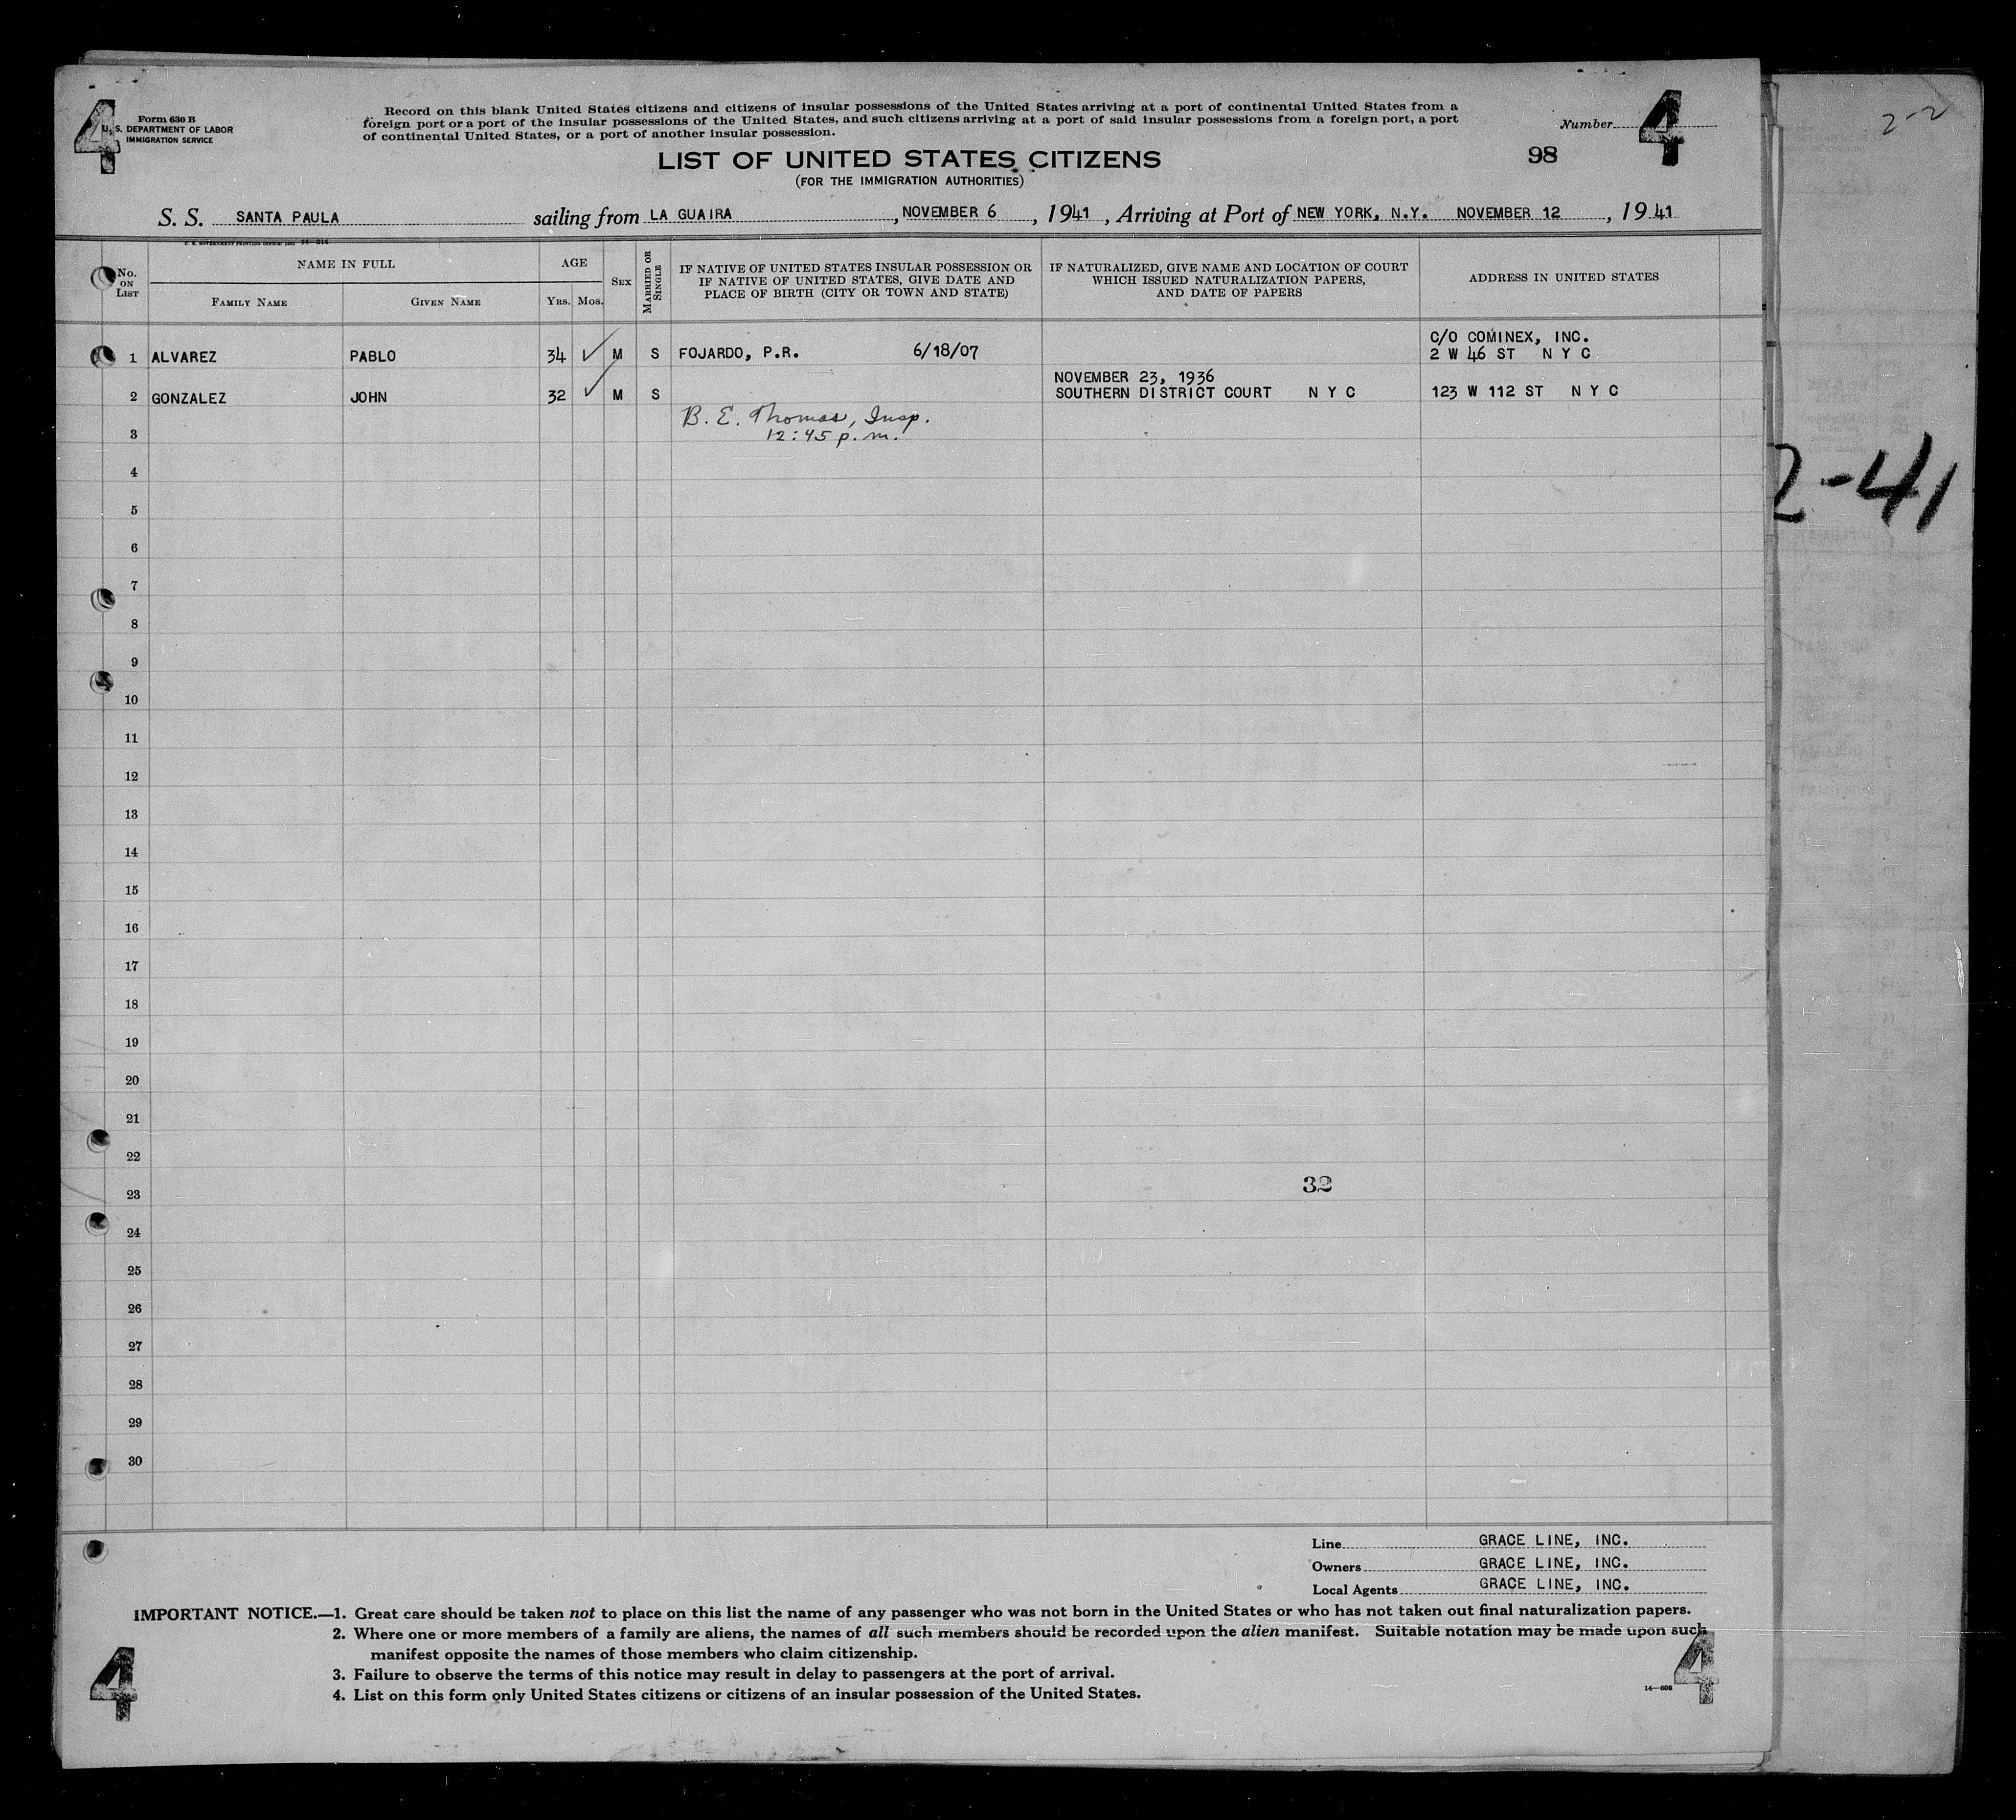 4
Form 630 B
U. S. DEPARTMENT OF LABOR
IMMIGRATION SERVICE
Record on this blank United States citizens and citizens of insular possessions of the United States arriving at a port of continental United States from a
foreign port or a port of the insular possessions of the United States, and such citizens arriving at a port of said insular possessions from a foreign port, a port
of continental United States, or a port of another insular possession.
Number 4
2-2
LIST OF UNITED STATES CITIZENS
98
(FOR THE IMMIGRATION AUTHORITIES)
S. S. SANTA PAULA sailing from LA GUAIRA, NOVEMBER 6, 1941, Arriving at Port of NEW YORK, N.Y. NOVEMBER 12, 1941
No. ON LIST
NAME IN FULL
FAMILY NAME
GIVEN NAME
AGE
YRS. MOS.
SEX
MARRIED OR SINGLE
IF NATIVE OF UNITED STATES INSULAR POSSESSION OR
IF NATIVE OF UNITED STATES, GIVE DATE AND
PLACE OF BIRTH (CITY OR TOWN AND STATE)
IF NATURALIZED, GIVE NAME AND LOCATION OF COURT
WHICH ISSUED NATURALIZATION PAPERS,
AND DATE OF PAPERS
ADDRESS IN UNITED STATES
C/O COMINEX, INC.
1 ALVAREZ PABLO 34 ✓ M S FOJARDO, P.R. 6/18/07 2 W 46 ST N Y C
NOVEMBER 23, 1936
2 GONZALEZ JOHN 32 ✓ M S SOUTHERN DISTRICT COURT N Y C 123 W 112 ST N Y C
B. E. Thomas, Insp.
3 12:45 p.m.
4
2-41
5
6
7
8
9
10
11
12
13
14
15
16
17
18
19
20
21
22
32
23
24
25
26
27
28
29
30
Line GRACE LINE, INC.
Owners GRACE LINE, INC.
Local Agents GRACE LINE, INC.
IMPORTANT NOTICE.—1. Great care should be taken not to place on this list the name of any passenger who was not born in the United States or who has not taken out final naturalization papers.
2. Where one or more members of a family are aliens, the names of all such members should be recorded upon the alien manifest. Suitable notation may be made upon such
manifest opposite the names of those members who claim citizenship.
3. Failure to observe the terms of this notice may result in delay to passengers at the port of arrival.
4. List on this form only United States citizens or citizens of an insular possession of the United States.
14—608
4
4